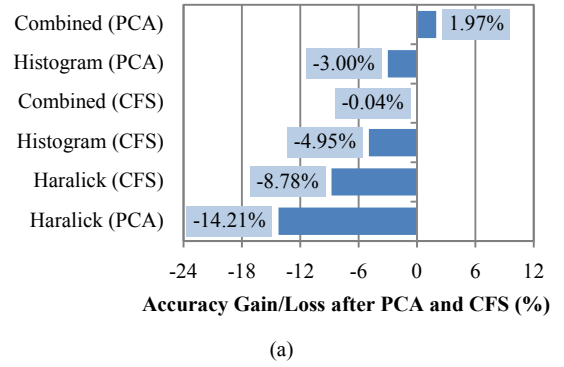 Combined (PCA) 1.97%
Histogram (PCA) -3.00%
Combined (CFS) -0.04%
Histogram (CFS) -4.95%
Haralick (CFS) -8.78%
Haralick (PCA) -14.21%
-24 -18 -12 -6 0 6 12
Accuracy Gain/Loss after PCA and CFS (%)
(a)